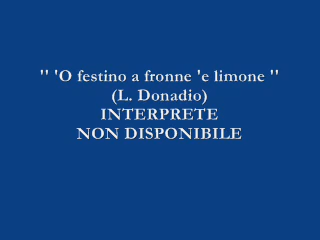 " 'O festino a fronne 'e limone "
(L. Donadio)
INTERPRETE
NON DISPONIBILE